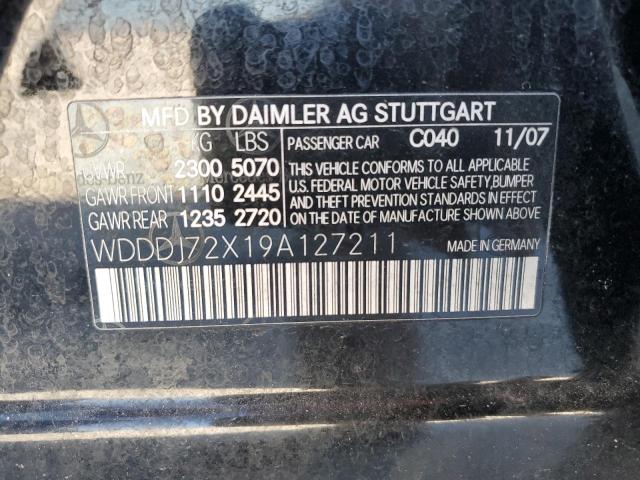 MFD BY DAIMLER AG STUTTGART
KG LBS PASSENGER CAR C040 11/07
GVWR 2300 5070 THIS VEHICLE CONFORMS TO ALL APPLICABLE
GAWR FRONT 1110 2445 U.S. FEDERAL MOTOR VEHICLE SAFETY, BUMPER
GAWR REAR 1235 2720 AND THEFT PREVENTION STANDARDS IN EFFECT
ON THE DATE OF MANUFACTURE SHOWN ABOVE.
WDDDJ72X19A127211 MADE IN GERMANY